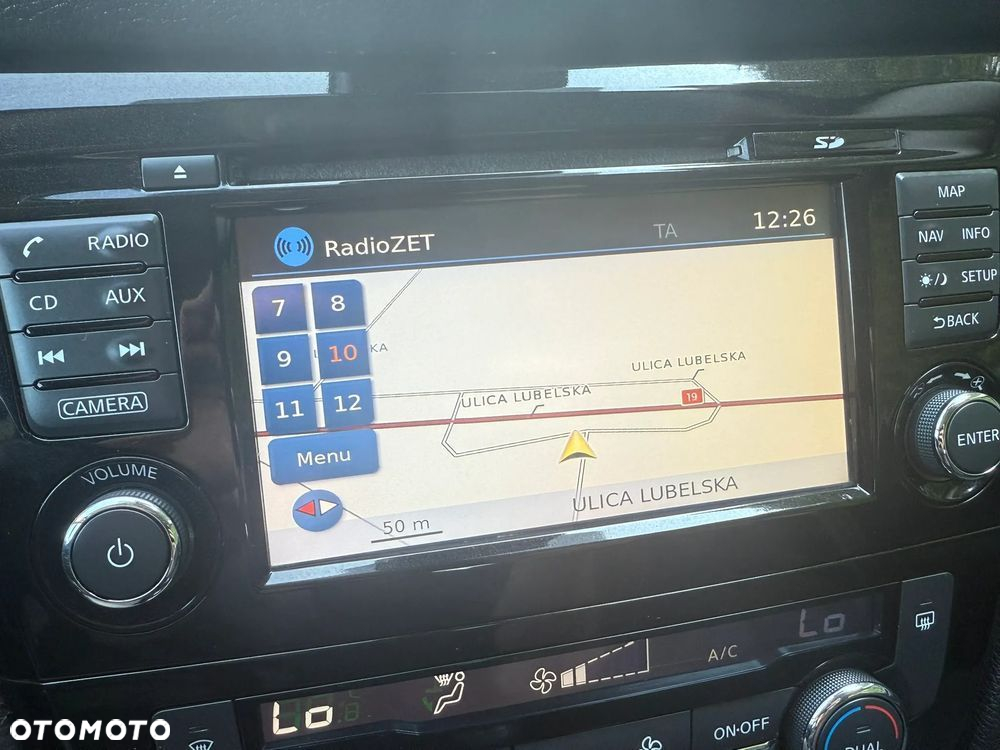 SD
MAP
NAV INFO
SETUP
BACK
RADIO
CD AUX
CAMERA
VOLUME
RadioZET TA 12:26
7 8
9 10
11 12
Menu
KA
ULICA LUBELSKA
ULICA LUBELSKA
19
50 m
ULICA LUBELSKA
ENTER
Lo
A/C
Lo
ON·OFF
DUAL
OTOMOTO